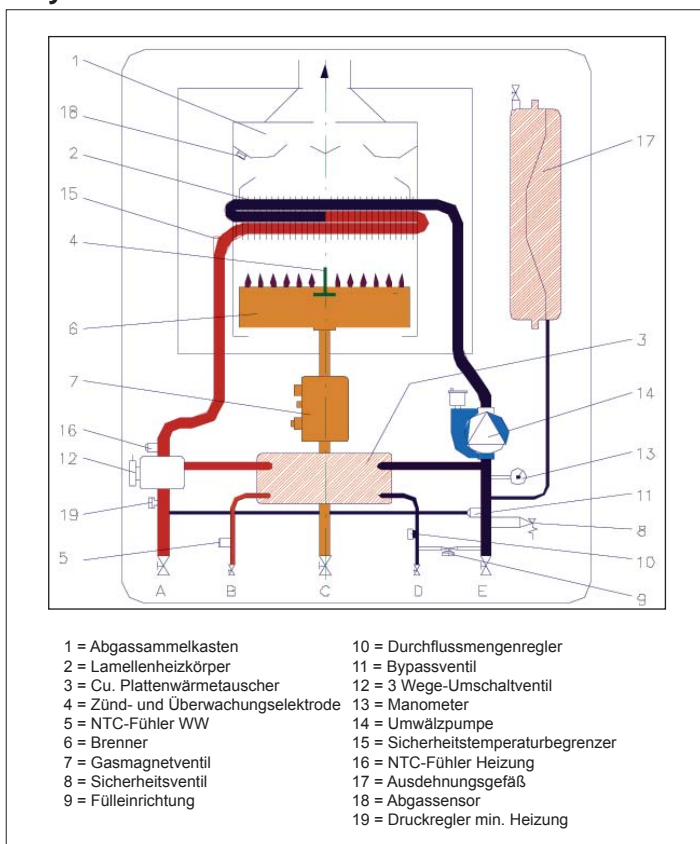 1
18
2
15
4
6
7
16
12
19
5
17
3
14
13
11
8
10
9
A B C D E
1 = Abgassammelkasten
2 = Lamellenheizkörper
3 = Cu. Plattenwärmetauscher
4 = Zünd- und Überwachungselektrode
5 = NTC-Fühler WW
6 = Brenner
7 = Gasmagnetventil
8 = Sicherheitsventil
9 = Fülleinrichtung
10 = Durchflussmengenregler
11 = Bypassventil
12 = 3 Wege-Umschaltventil
13 = Manometer
14 = Umwälzpumpe
15 = Sicherheitstemperaturbegrenzer
16 = NTC-Fühler Heizung
17 = Ausdehnungsgefäß
18 = Abgassensor
19 = Druckregler min. Heizung